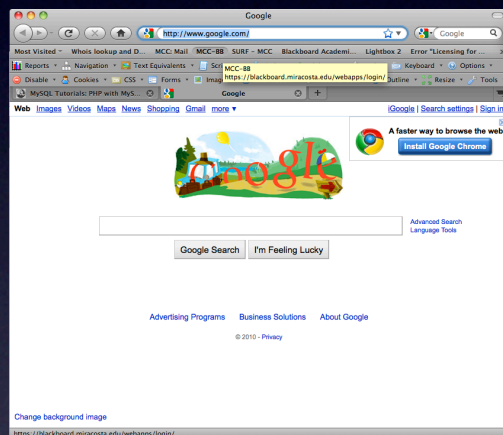 Google
http://www.google.com/
Google
Most Visited Whois lookup and D... MCC: Mail MCC-BB SURF - MCC Blackboard Academi... Lightbox 2 Error "Licensing for ...
Reports Navigation Text Equivalents Scri Keyboard Options
MCC-BB
https://blackboard.miracosta.edu/webapps/login/
Disable Cookies CSS Forms Imag Outline Resize Tools
MySQL Tutorials: PHP with MyS... Google
Web Images Videos Maps News Shopping Gmail more ▼ iGoogle | Search settings | Sign in
A faster way to browse the web
Install Google Chrome
Google
Advanced Search
Language Tools
Google Search I'm Feeling Lucky
Advertising Programs Business Solutions About Google
© 2010 - Privacy
Change background image
https://blackboard.miracosta.edu/webapps/login/